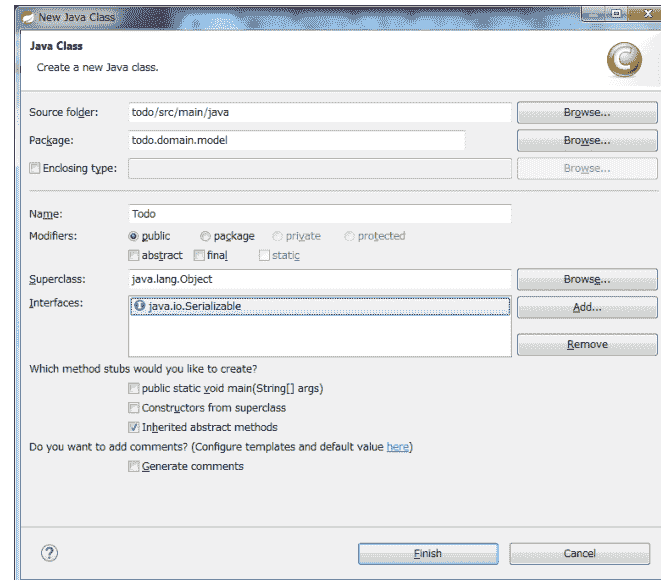 New Java Class
Java Class
Create a new Java class.
Source folder: todo/src/main/java Browse...
Package: todo.domain.model Browse...
Enclosing type: Browse...
Name: Todo
Modifiers: public package private protected
abstract final static
Superclass: java.lang.Object Browse...
Interfaces: java.io.Serializable Add...
Remove
Which method stubs would you like to create?
public static void main(String[] args)
Constructors from superclass
Inherited abstract methods
Do you want to add comments? (Configure templates and default value here)
Generate comments
Finish Cancel